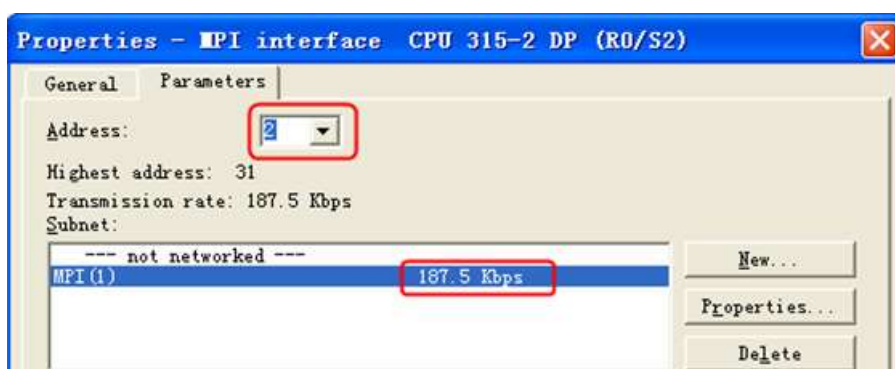 Properties - MPI interface CPU 315-2 DP (R0/S2)
General Parameters
Address: 2
Highest address: 31
Transmission rate: 187.5 Kbps
Subnet:
--- not networked ---
MPI(1) 187.5 Kbps
New...
Properties...
Delete